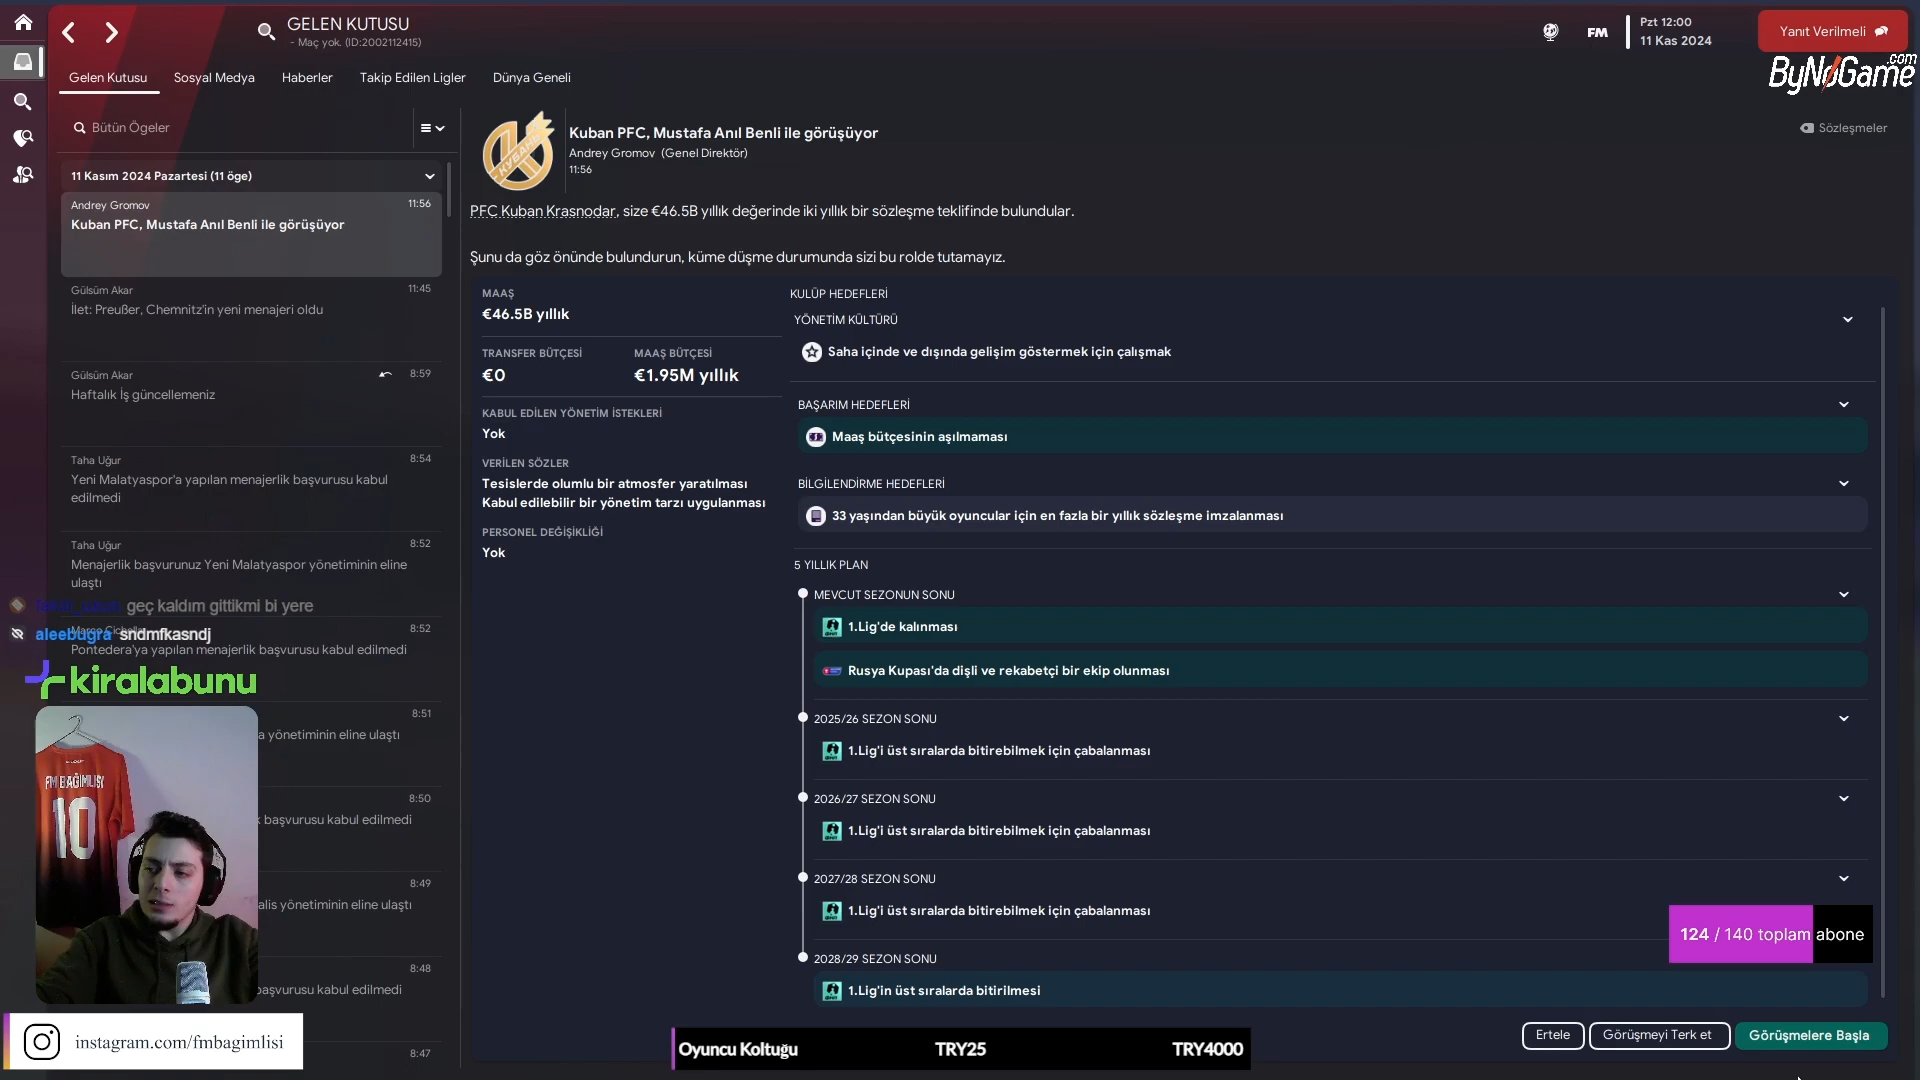 GELEN KUTUSU
- Maç yok. (ID:2002112415)
FM
Pzt 12:00
11 Kas 2024
Yanıt Verilmeli
ByNoGame.com
Gelen Kutusu
Sosyal Medya
Haberler
Takip Edilen Ligler
Dünya Geneli
Bütün Ögeler
11 Kasım 2024 Pazartesi (11 öge)
Andrey Gromov
11:56
Kuban PFC, Mustafa Anıl Benli ile görüşüyor
Gülsüm Akar
11:45
İlet: Preußer, Chemnitz'in yeni menajeri oldu
Gülsüm Akar
8:59
Haftalık İş güncellemeniz
Taha Uğur
8:54
Yeni Malatyaspor'a yapılan menajerlik başvurusu kabul
edilmedi
Taha Uğur
8:52
Menajerlik başvurunuz Yeni Malatyaspor yönetiminin eline
ulaştı
geç kaldım gittikmi bi yere
8:52
aleebugra sndmfkasndj
Pontedera'ya yapılan menajerlik başvurusu kabul edilmedi
kiralabunu
8:51
a yönetiminin eline ulaştı
8:50
k başvurusu kabul edilmedi
8:49
alis yönetiminin eline ulaştı
8:48
başvurusu kabul edilmedi
8:47
FM BAĞIMLISI
10
instagram.com/fmbagimlisi
КУБАНЬ
Kuban PFC, Mustafa Anıl Benli ile görüşüyor
Andrey Gromov (Genel Direktör)
11:56
Sözleşmeler
PFC Kuban Krasnodar, size €46.5B yıllık değerinde iki yıllık bir sözleşme teklifinde bulundular.
Şunu da göz önünde bulundurun, küme düşme durumunda sizi bu rolde tutamayız.
MAAŞ
€46.5B yıllık
TRANSFER BÜTÇESİ
€0
MAAŞ BÜTÇESİ
€1.95M yıllık
KABUL EDİLEN YÖNETİM İSTEKLERİ
Yok
VERİLEN SÖZLER
Tesislerde olumlu bir atmosfer yaratılması
Kabul edilebilir bir yönetim tarzı uygulanması
PERSONEL DEĞİŞİKLİĞİ
Yok
KULÜP HEDEFLERİ
YÖNETİM KÜLTÜRÜ
Saha içinde ve dışında gelişim göstermek için çalışmak
BAŞARIM HEDEFLERİ
Maaş bütçesinin aşılmaması
BİLGİLENDİRME HEDEFLERİ
33 yaşından büyük oyuncular için en fazla bir yıllık sözleşme imzalanması
5 YILLIK PLAN
MEVCUT SEZONUN SONU
1.Lig'de kalınması
Rusya Kupası'da dişli ve rekabetçi bir ekip olunması
2025/26 SEZON SONU
1.Lig'i üst sıralarda bitirebilmek için çabalanması
2026/27 SEZON SONU
1.Lig'i üst sıralarda bitirebilmek için çabalanması
2027/28 SEZON SONU
1.Lig'i üst sıralarda bitirebilmek için çabalanması
2028/29 SEZON SONU
1.Lig'in üst sıralarda bitirilmesi
124 / 140 toplam abone
Ertele
Görüşmeyi Terk et
Görüşmelere Başla
Oyuncu Koltuğu
TRY25
TRY4000